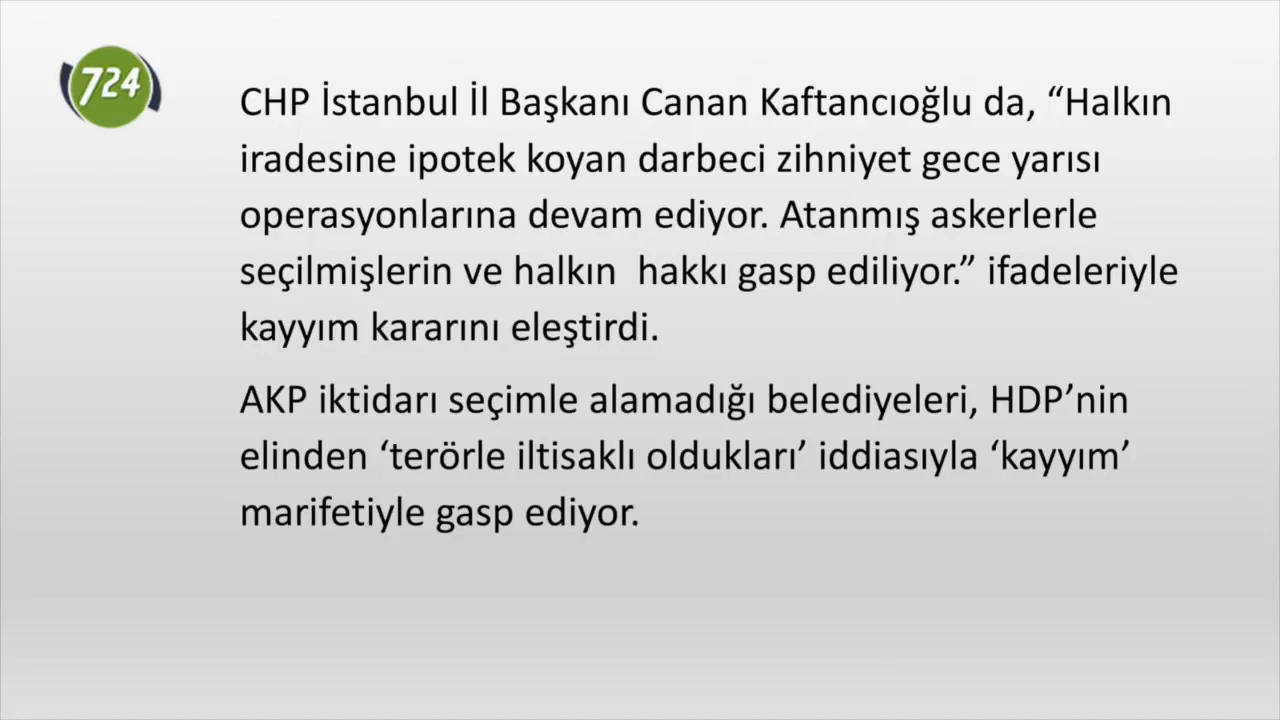 724
CHP İstanbul İl Başkanı Canan Kaftancıoğlu da, “Halkın
iradesine ipotek koyan darbeci zihniyet gece yarısı
operasyonlarına devam ediyor. Atanmış askerlerle
seçilmişlerin ve halkın  hakkı gasp ediliyor.” ifadeleriyle
kayyım kararını eleştirdi.
AKP iktidarı seçimle alamadığı belediyeleri, HDP’nin
elinden ‘terörle iltisaklı oldukları’ iddiasıyla ‘kayyım’
marifetiyle gasp ediyor.